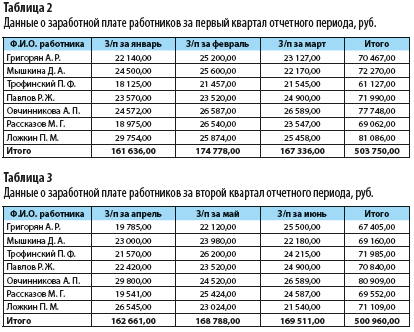 Таблица 2
Данные о заработной плате работников за первый квартал отчетного периода, руб.
Ф.И.О. работника З/п за январь З/п за февраль З/п за март Итого
Григорян А. Р. 22 140,00 25 200,00 23 127,00 70 467,00
Мышкина Д. А. 24 500,00 25 600,00 22 170,00 72 270,00
Трофинский П. Ф. 18 125,00 21 457,00 21 545,00 61 127,00
Павлов Р. Ж. 23 570,00 23 520,00 24 900,00 71 990,00
Овчинникова А. П. 24 572,00 26 587,00 26 589,00 77 748,00
Рассказов М. Г. 18 975,00 26 540,00 23 547,00 69 062,00
Ложкин П. М. 29 754,00 25 874,00 25 458,00 81 086,00
Итого 161 636,00 174 778,00 167 336,00 503 750,00
Таблица 3
Данные о заработной плате работников за второй квартал отчетного периода, руб.
Ф.И.О. работника З/п за апрель З/п за май З/п за июнь Итого
Григорян А. Р. 19 785,00 22 120,00 25 500,00 67 405,00
Мышкина Д. А. 23 000,00 23 980,00 22 180,00 69 160,00
Трофинский П. Ф. 21 570,00 26 200,00 24 215,00 71 985,00
Павлов Р. Ж. 22 420,00 23 520,00 24 900,00 70 840,00
Овчинникова А. П. 29 800,00 24 520,00 26 589,00 80 909,00
Рассказов М. Г. 19 541,00 25 424,00 24 587,00 69 552,00
Ложкин П. М. 26 545,00 23 024,00 21 540,00 71 109,00
Итого 162 661,00 168 788,00 169 511,00 500 960,00